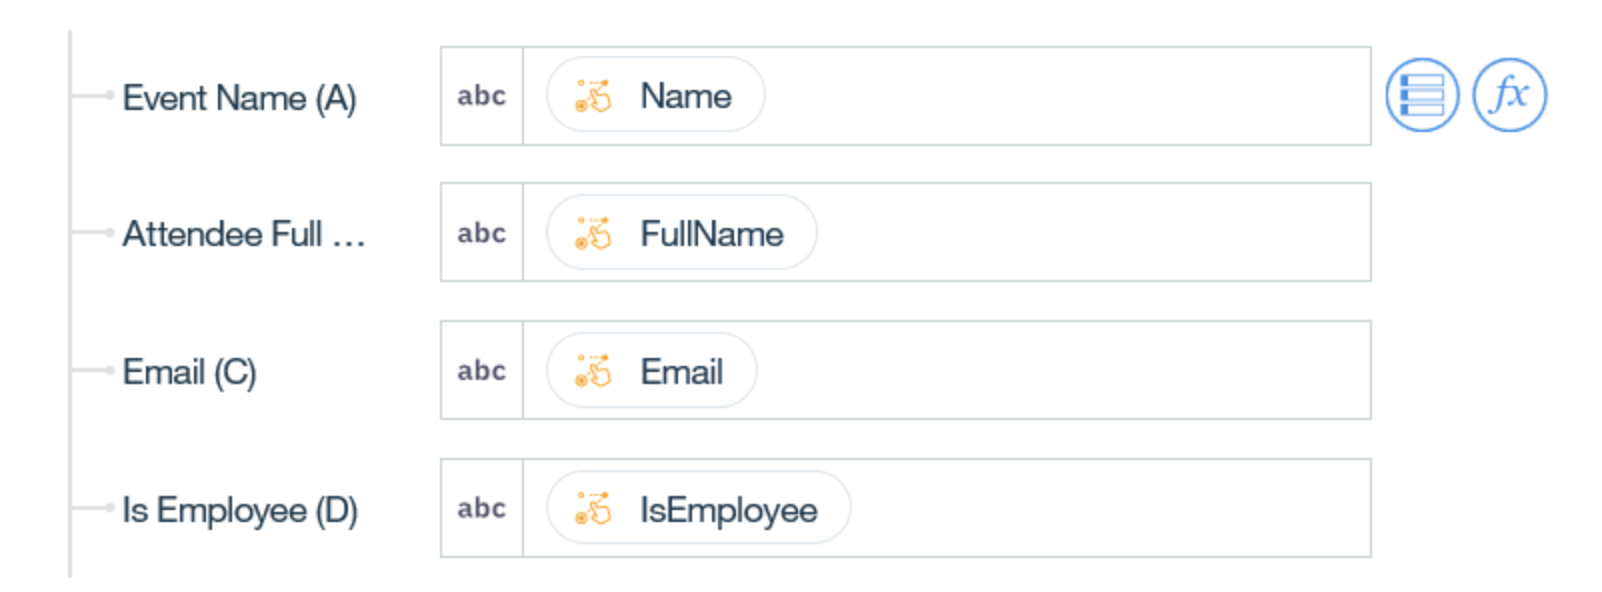 Event Name (A) abc Name fx
Attendee Full ... abc FullName
Email (C) abc Email
Is Employee (D) abc IsEmployee